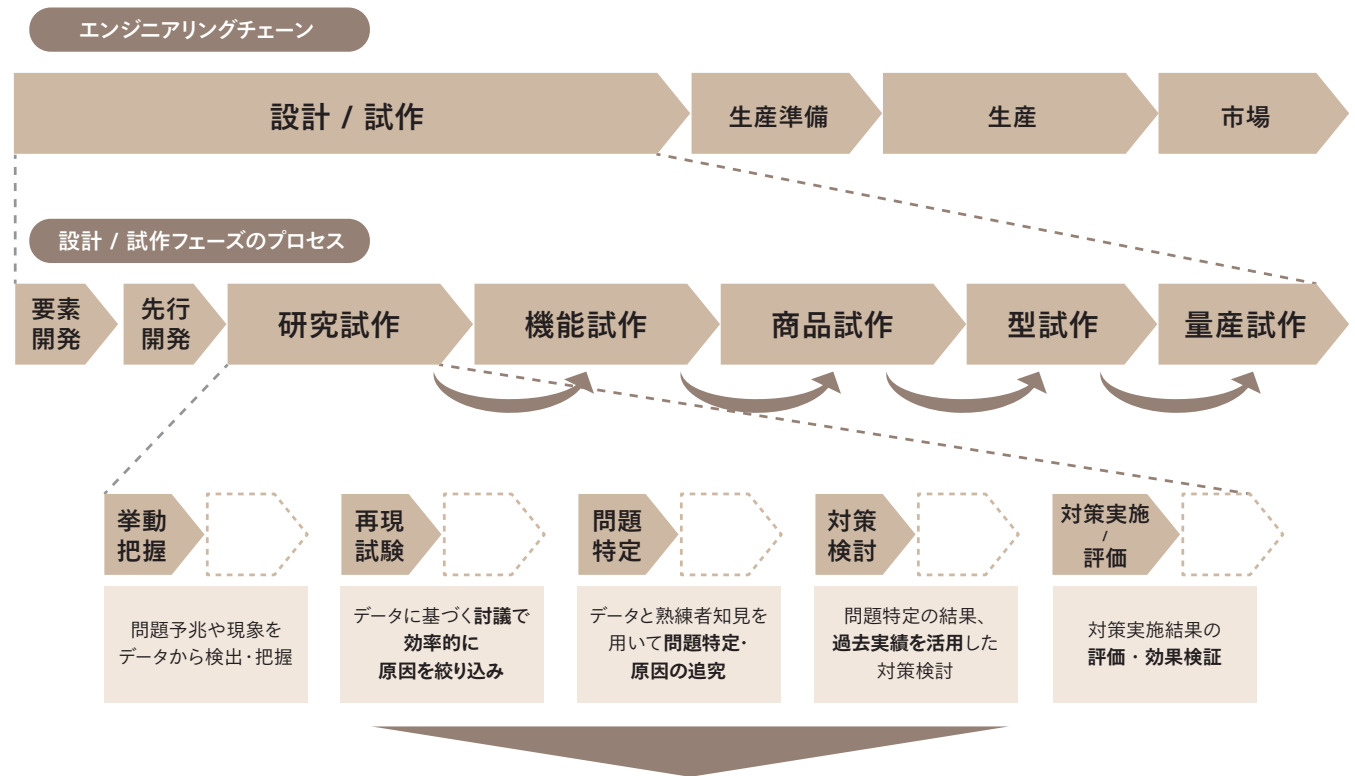 エンジニアリングチェーン
設計 / 試作
生産準備
生産
市場
設計 / 試作フェーズのプロセス
要素
開発
先行
開発
研究試作
機能試作
商品試作
型試作
量産試作
挙動
把握
再現
試験
問題
特定
対策
検討
対策実施
/
評価
問題予兆や現象を
データから検出・把握
データに基づく討議で
効率的に
原因を絞り込み
データと熟練者知見を
用いて問題特定・
原因の追究
問題特定の結果、
過去実績を活用した
対策検討
対策実施結果の
評価・効果検証